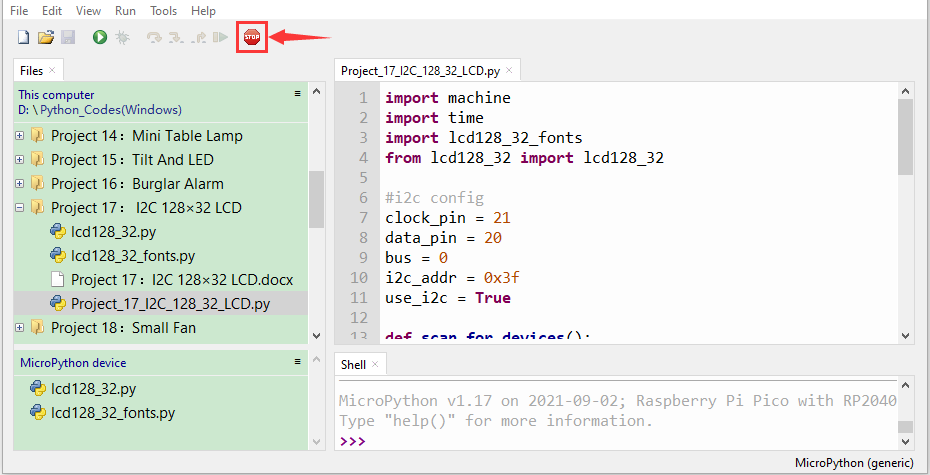 File Edit View Run Tools Help
STOP
Files ×
This computer ≡
D: \Python_Codes(Windows)
Project 14：Mini Table Lamp
Project 15：Tilt And LED
Project 16：Burglar Alarm
Project 17： I2C 128×32 LCD
lcd128_32.py
lcd128_32_fonts.py
Project 17：I2C 128×32 LCD.docx
Project_17_I2C_128_32_LCD.py
Project 18：Small Fan
MicroPython device ≡
lcd128_32.py
lcd128_32_fonts.py
Project_17_I2C_128_32_LCD.py ×
1 import machine
2 import time
3 import lcd128_32_fonts
4 from lcd128_32 import lcd128_32
5
6 #i2c config
7 clock_pin = 21
8 data_pin = 20
9 bus = 0
10 i2c_addr = 0x3f
11 use_i2c = True
12
13 def scan_for_devices():
Shell ×
MicroPython v1.17 on 2021-09-02; Raspberry Pi Pico with RP2040
Type "help()" for more information.
>>>
MicroPython (generic)